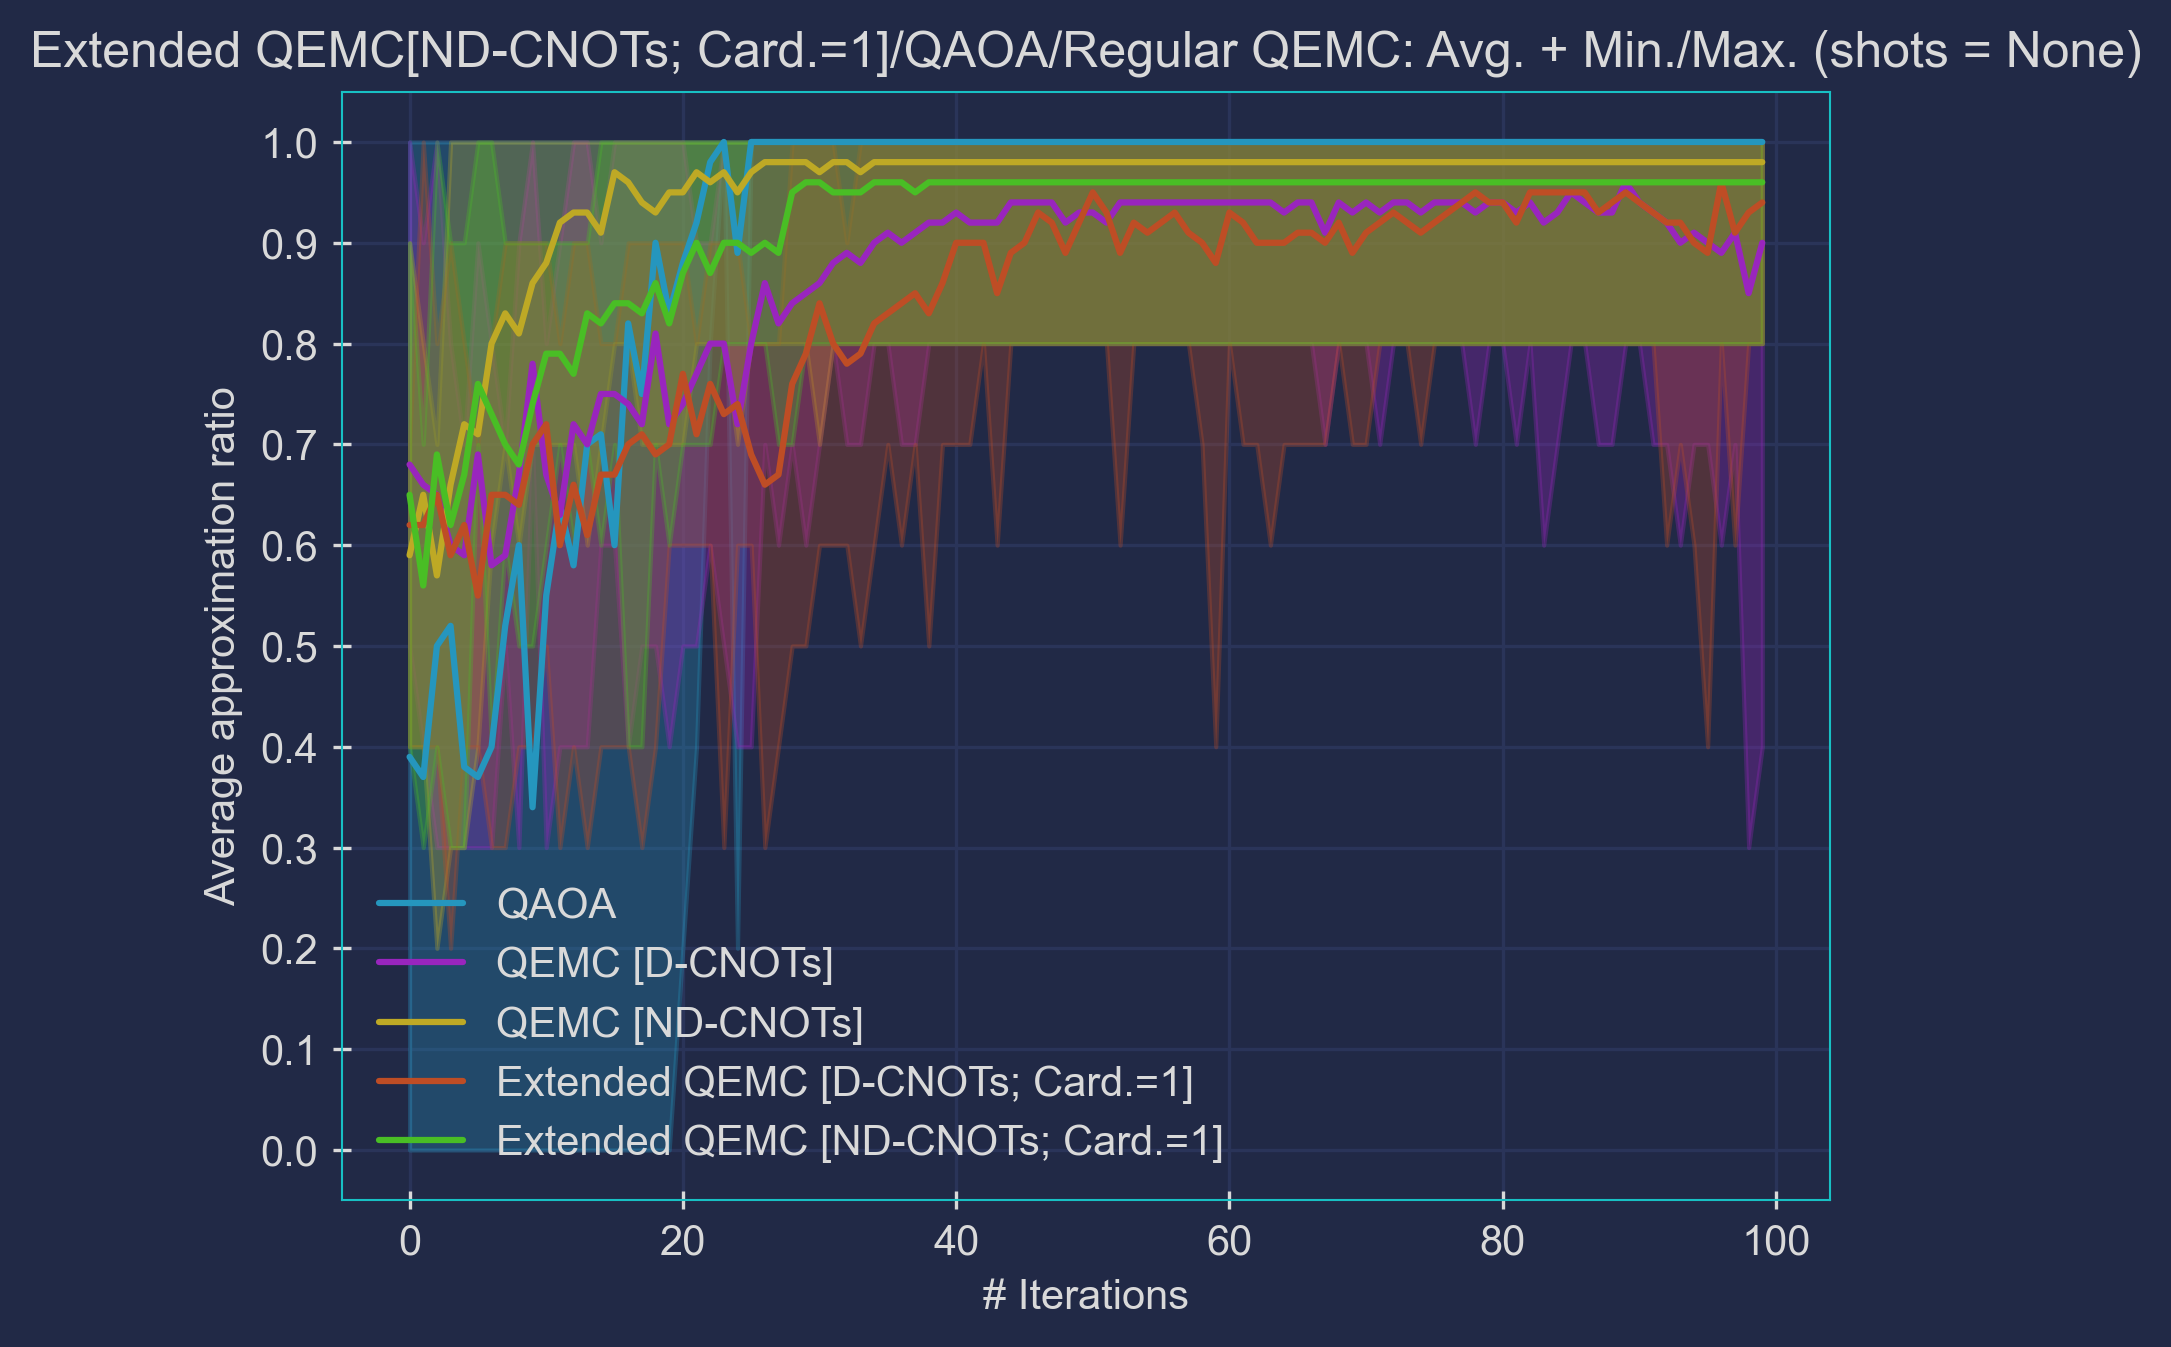 Extended QEMC[ND-CNOTs; Card.=1]/QAOA/Regular QEMC: Avg. + Min./Max. (shots = None)
Average approximation ratio
1.0
0.9
0.8
0.7
0.6
0.5
0.4
0.3
0.2
0.1
0.0
QAOA
QEMC [D-CNOTs]
QEMC [ND-CNOTs]
Extended QEMC [D-CNOTs; Card.=1]
Extended QEMC [ND-CNOTs; Card.=1]
0 20 40 60 80 100
# Iterations